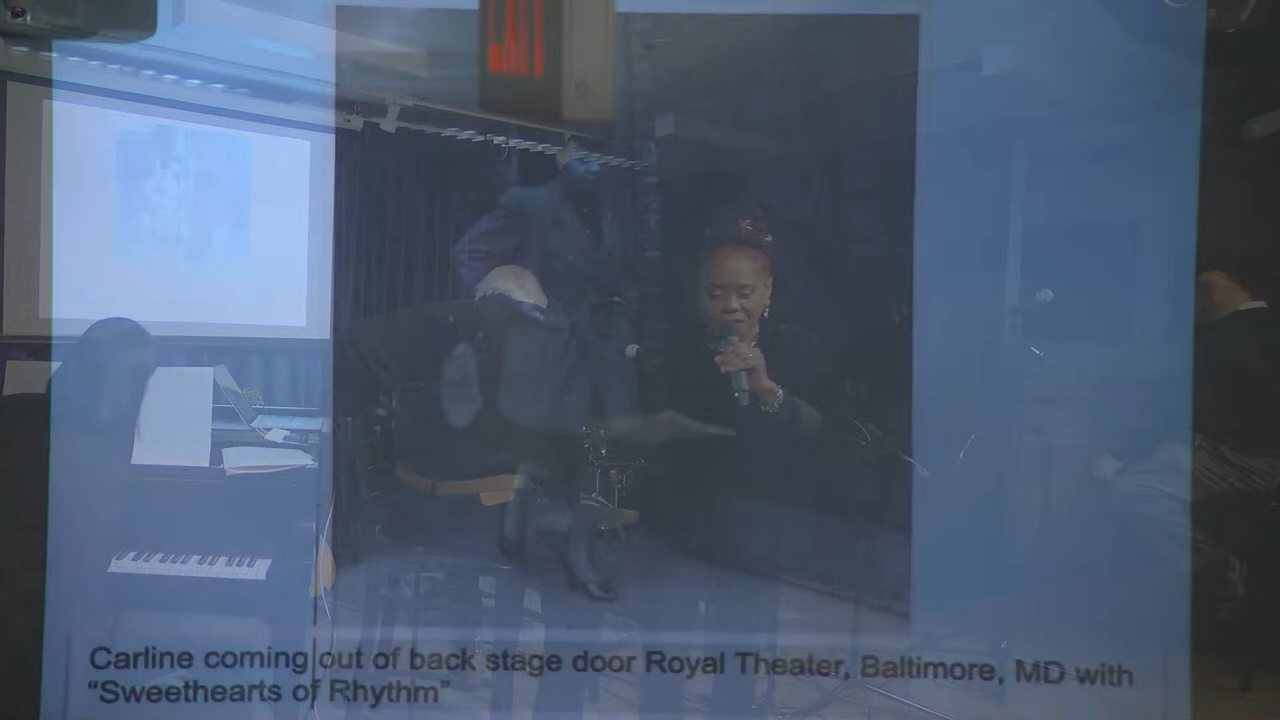 Carline coming out of back stage door Royal Theater, Baltimore, MD with
“Sweethearts of Rhythm”